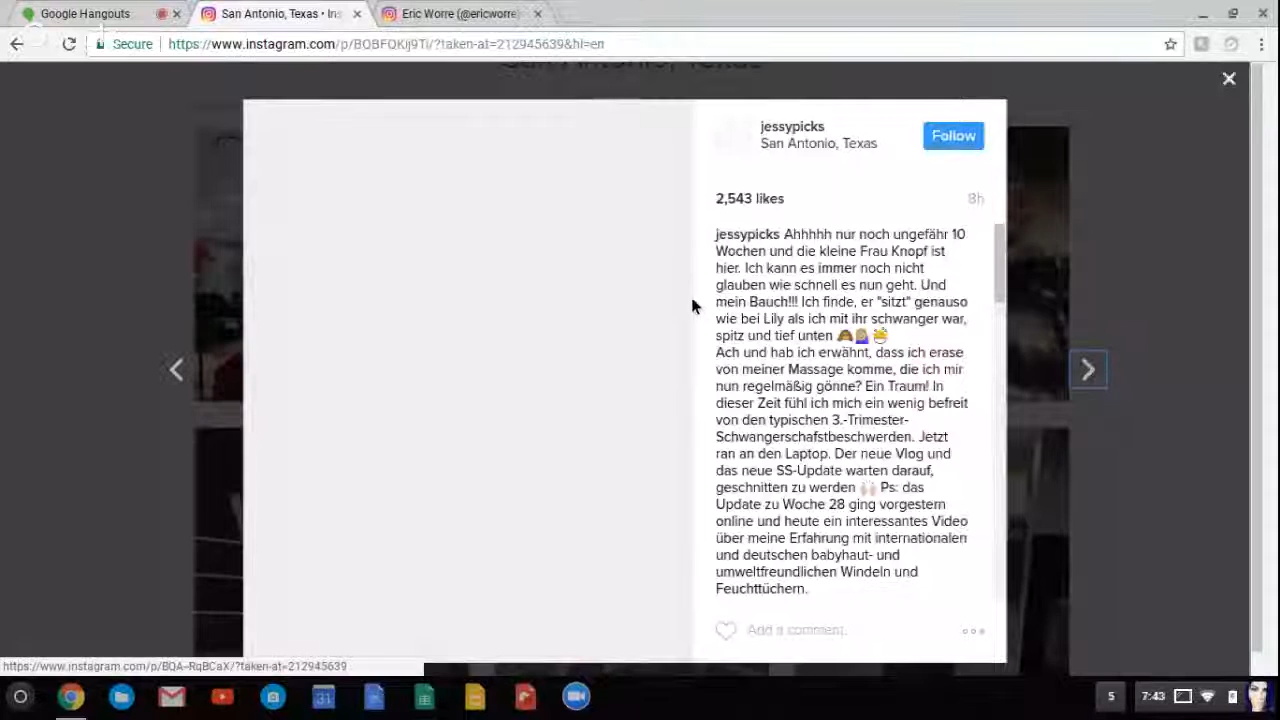 Google Hangouts
San Antonio, Texas • Ins
Eric Worre (@ericworre)
Secure
https://www.instagram.com/p/BQBFQKij9Ti/?taken-at=212945639&hl=en
San Antonio, Texas
jessypicks
San Antonio, Texas
Follow
2,543 likes
8h
jessypicks Ahhhhh nur noch ungefähr 10
Wochen und die kleine Frau Knopf ist
hier. Ich kann es immer noch nicht
glauben wie schnell es nun geht. Und
mein Bauch!!! Ich finde, er "sitzt" genauso
wie bei Lily als ich mit ihr schwanger war,
spitz und tief unten 🙈🤷🏼‍♀️😅
Ach und hab ich erwähnt, dass ich erase
von meiner Massage komme, die ich mir
nun regelmäßig gönne? Ein Traum! In
dieser Zeit fühl ich mich ein wenig befreit
von den typischen 3.-Trimester-
Schwangerschafstbeschwerden. Jetzt
ran an den Laptop. Der neue Vlog und
das neue SS-Update warten darauf,
geschnitten zu werden 🙌🏻 Ps: das
Update zu Woche 28 ging vorgestern
online und heute ein interessantes Video
über meine Erfahrung mit internationalen
und deutschen babyhaut- und
umweltfreundlichen Windeln und
Feuchttüchern.
Add a comment...
https://www.instagram.com/p/BQA-RqBCaX/?taken-at=212945639
31
5
7:43